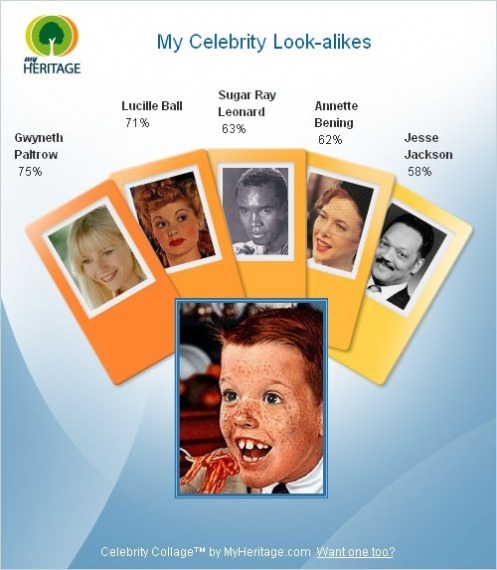 My Celebrity Look-alikes
my
HERITAGE
Gwyneth
Paltrow
75%
Lucille Ball
71%
Sugar Ray
Leonard
63%
Annette
Bening
62%
Jesse
Jackson
58%
Celebrity Collage™ by MyHeritage.com Want one too?